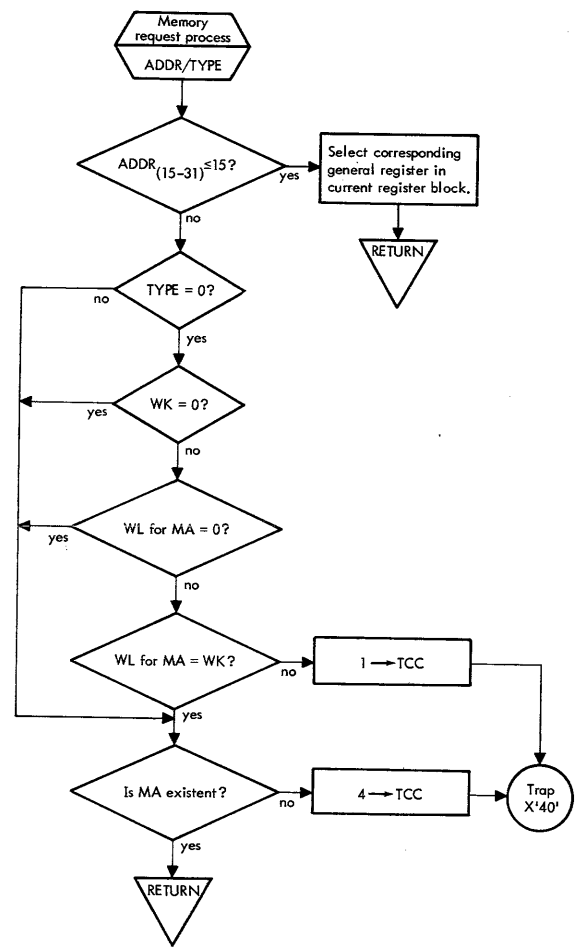 Memory
request process
ADDR/TYPE
ADDR(15-31)≤15?
yes
Select corresponding
general register in
current register block.
no
RETURN
TYPE = 0?
no
yes
WK = 0?
yes
no
WL for MA = 0?
yes
no
WL for MA = WK?
no
1 → TCC
yes
Is MA existent?
no
4 → TCC
Trap
X'40'
yes
RETURN